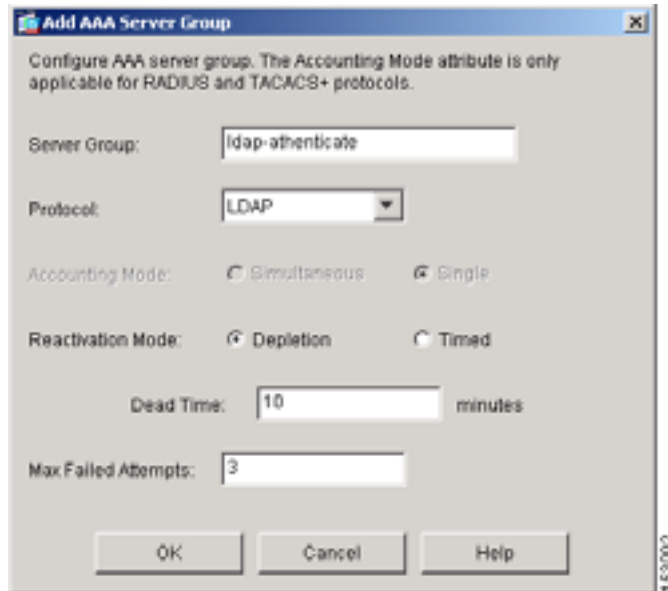 Add AAA Server Group
Configure AAA server group. The Accounting Mode attribute is only
applicable for RADIUS and TACACS+ protocols.
Server Group: ldap-athenticate
Protocol: LDAP
Accounting Mode: Simultaneous Single
Reactivation Mode: Depletion Timed
Dead Time: 10 minutes
Max Failed Attempts: 3
OK Cancel Help